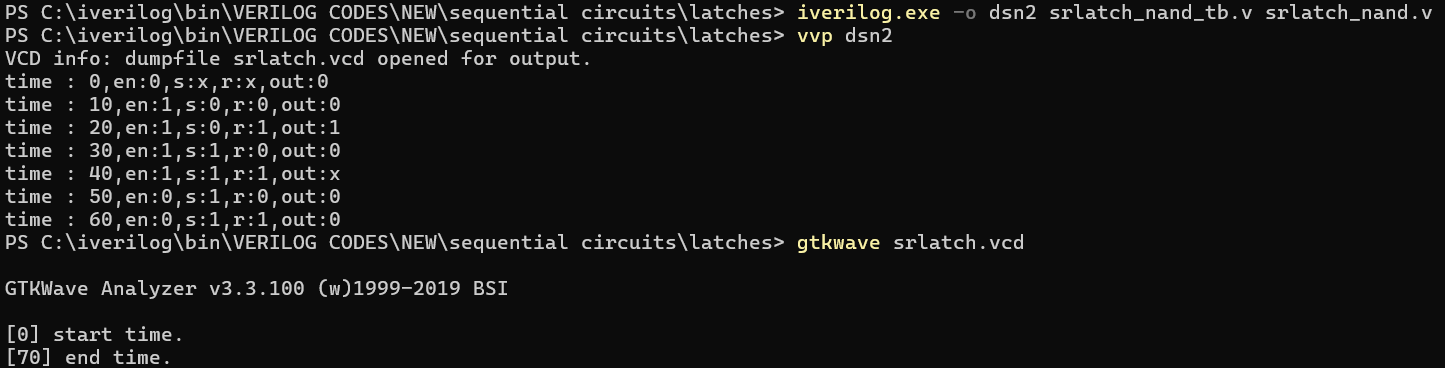 PS C:\iverilog\bin\VERILOG CODES\NEW\sequential circuits\latches> iverilog.exe -o dsn2 srlatch_nand_tb.v srlatch_nand.v
PS C:\iverilog\bin\VERILOG CODES\NEW\sequential circuits\latches> vvp dsn2
VCD info: dumpfile srlatch.vcd opened for output.
time : 0,en:0,s:x,r:x,out:0
time : 10,en:1,s:0,r:0,out:0
time : 20,en:1,s:0,r:1,out:1
time : 30,en:1,s:1,r:0,out:0
time : 40,en:1,s:1,r:1,out:x
time : 50,en:0,s:1,r:0,out:0
time : 60,en:0,s:1,r:1,out:0
PS C:\iverilog\bin\VERILOG CODES\NEW\sequential circuits\latches> gtkwave srlatch.vcd
GTKWave Analyzer v3.3.100 (w)1999-2019 BSI
[0] start time.
[70] end time.